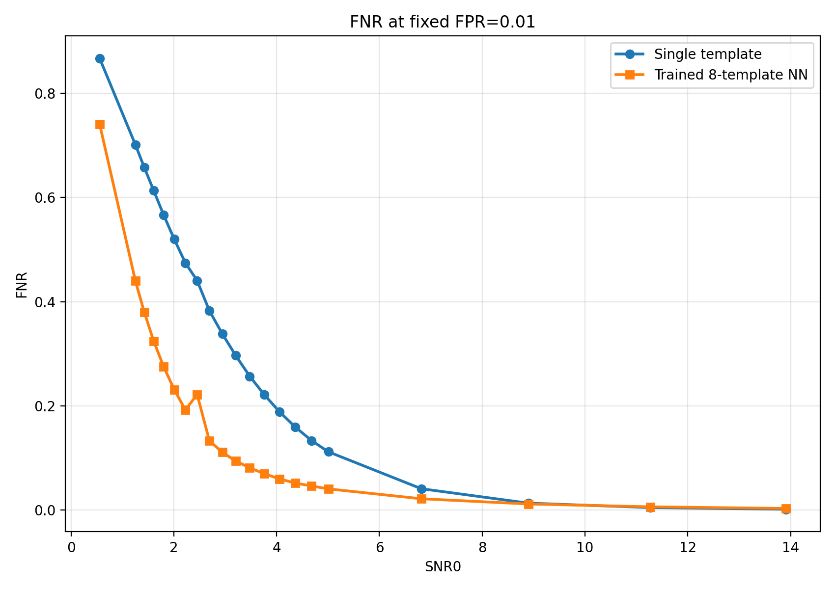 FNR at fixed FPR=0.01
Single template
Trained 8-template NN
FNR
0.8
0.6
0.4
0.2
0.0
0 2 4 6 8 10 12 14
SNR0